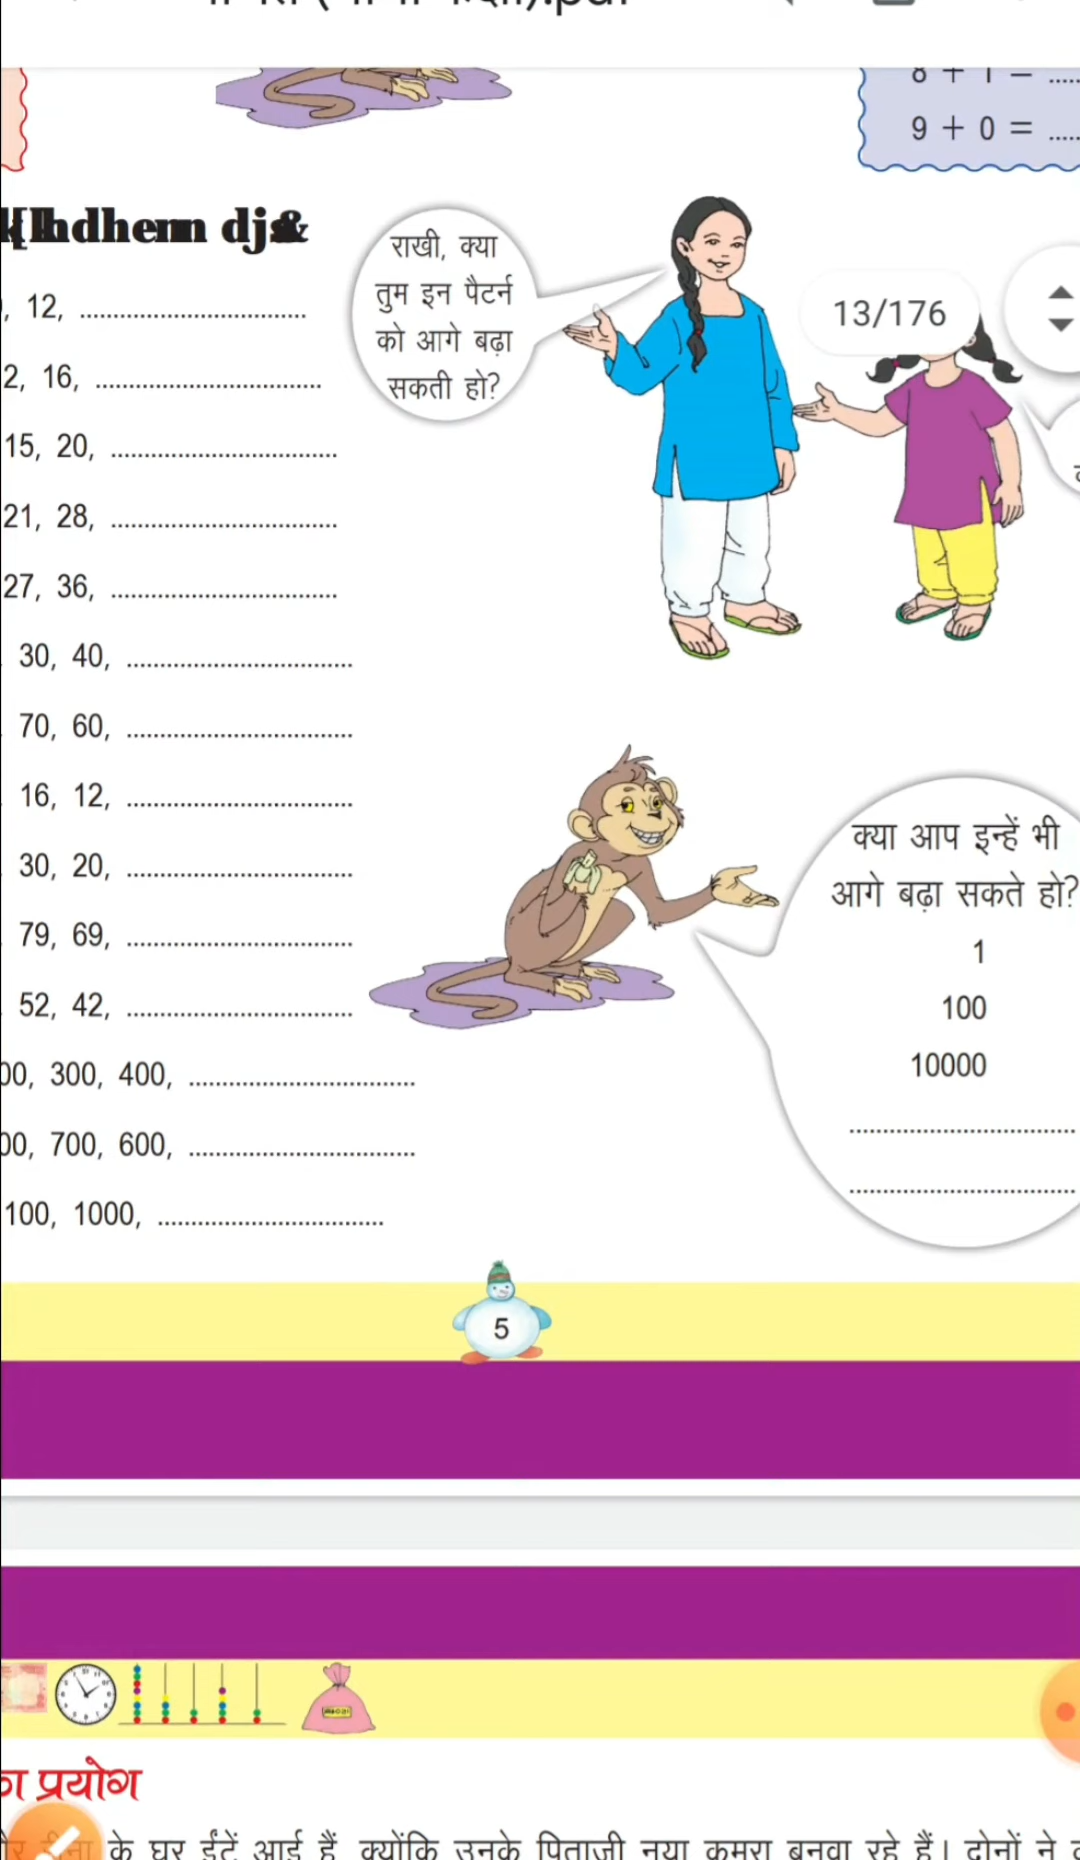 9 + 0 = .....
राखी, क्या
तुम इन पैटर्न
को आगे बढ़ा
सकती हो?
13/176
, 12, ..................................
2, 16, ..................................
15, 20, ..................................
21, 28, ..................................
27, 36, ..................................
30, 40, ..................................
70, 60, ..................................
16, 12, ..................................
30, 20, ..................................
79, 69, ..................................
52, 42, ..................................
00, 300, 400, ..................................
00, 700, 600, ..................................
100, 1000, ..................................
क्या आप इन्हें भी
आगे बढ़ा सकते हो?
1
100
10000
..................................
..................................
5
का प्रयोग
के घर ईंटें आई हैं क्योंकि उनके पिताजी नया कमरा बनवा रहे हैं। दोनों ने